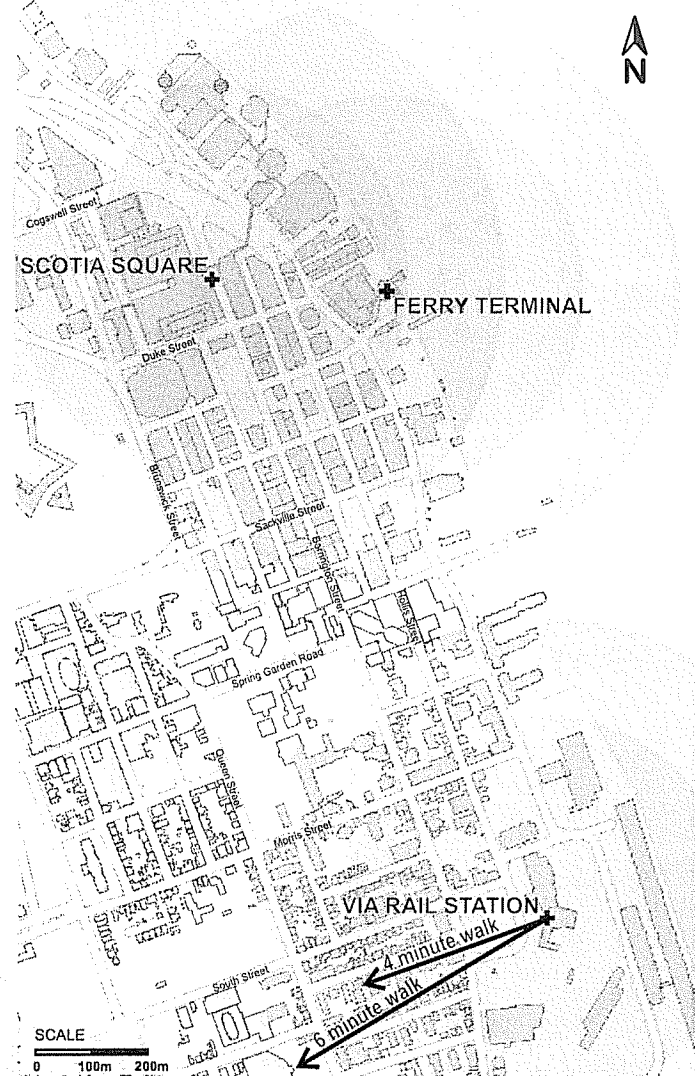 N
Cogswell Street
SCOTIA SQUARE
FERRY TERMINAL
Duke Street
Brunswick Street
Sackville Street
Barrington Street
Hollis Street
Spring Garden Road
Queen Street
Morris Street
VIA RAIL STATION
4 minute walk
South Street
6 minute walk
SCALE
0 100m 200m